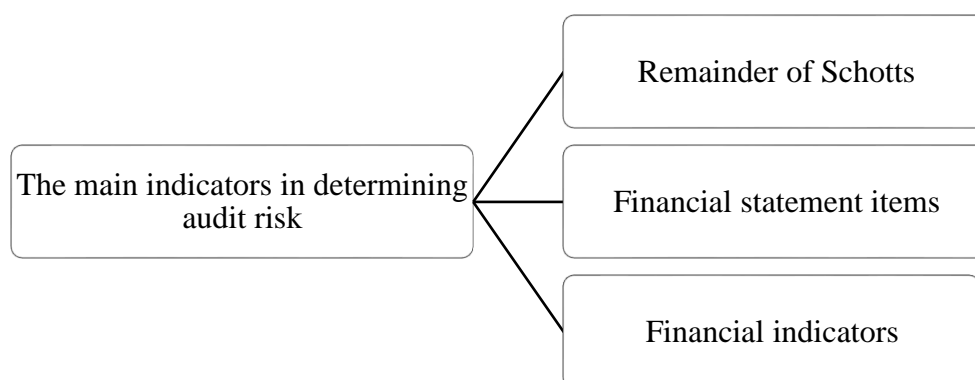 The main indicators in determining
audit risk
Remainder of Schotts
Financial statement items
Financial indicators